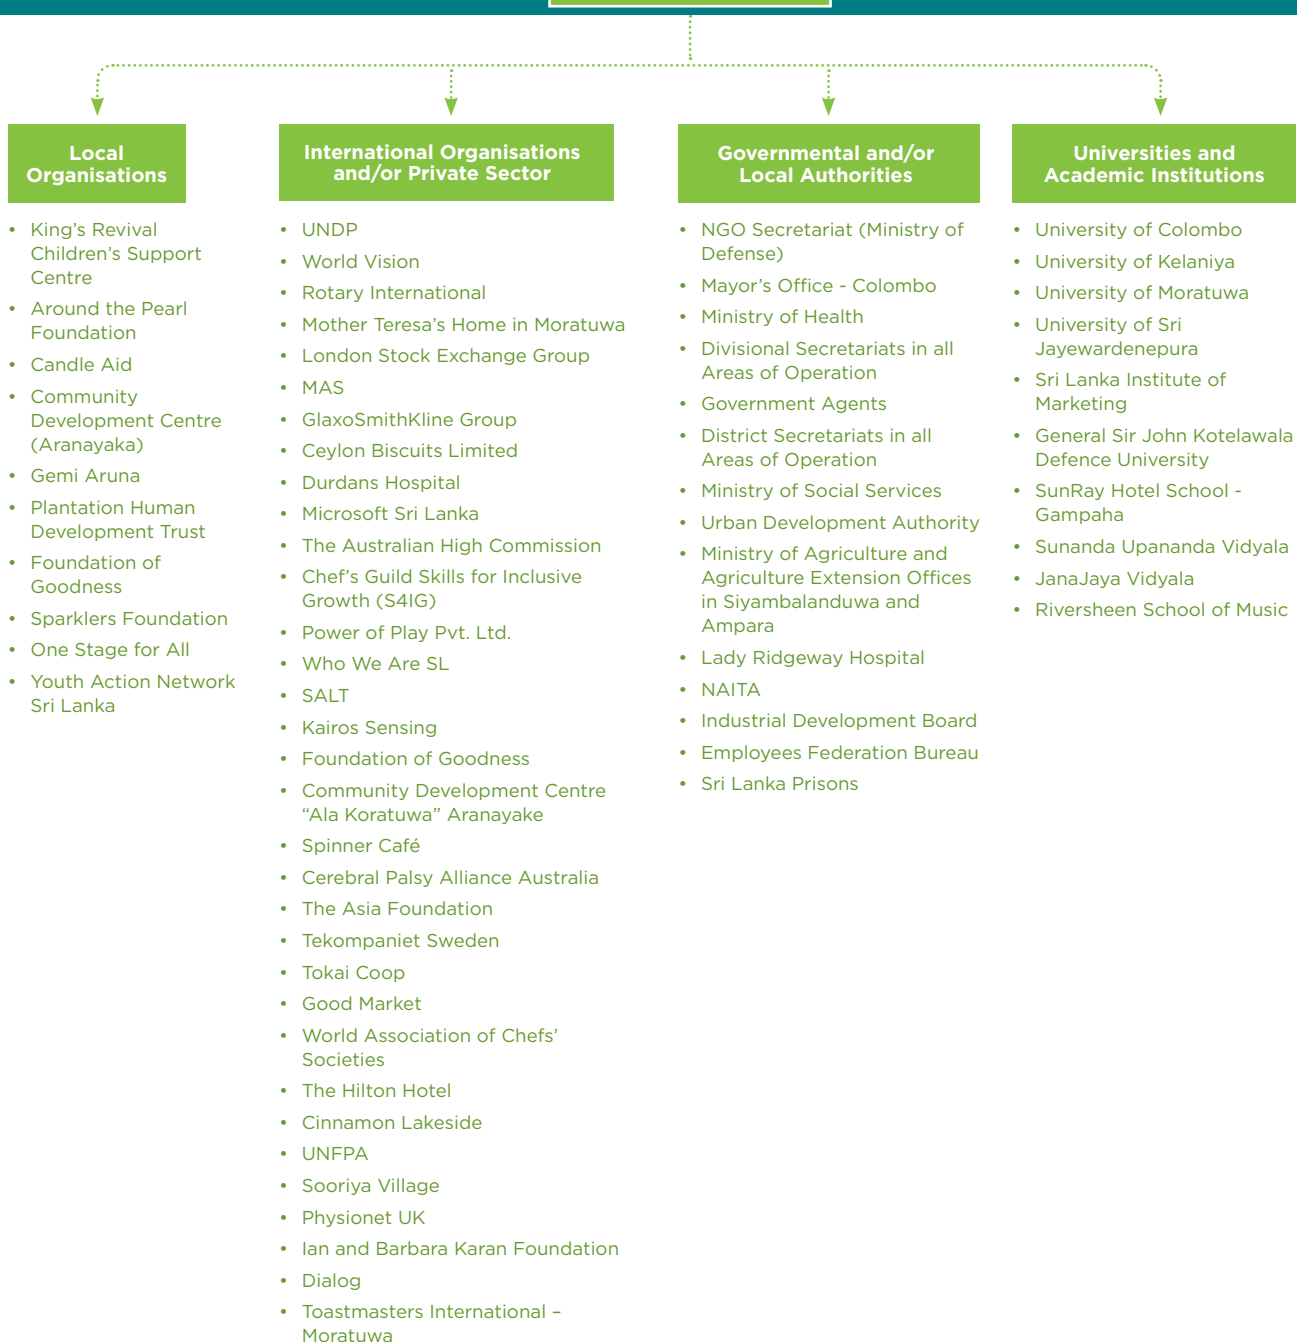 Local
Organisations
• King’s Revival
Children’s Support
Centre
• Around the Pearl
Foundation
• Candle Aid
• Community
Development Centre
(Aranayaka)
• Gemi Aruna
• Plantation Human
Development Trust
• Foundation of
Goodness
• Sparklers Foundation
• One Stage for All
• Youth Action Network
Sri Lanka
International Organisations
and/or Private Sector
• UNDP
• World Vision
• Rotary International
• Mother Teresa’s Home in Moratuwa
• London Stock Exchange Group
• MAS
• GlaxoSmithKline Group
• Ceylon Biscuits Limited
• Durdans Hospital
• Microsoft Sri Lanka
• The Australian High Commission
• Chef’s Guild Skills for Inclusive
Growth (S4IG)
• Power of Play Pvt. Ltd.
• Who We Are SL
• SALT
• Kairos Sensing
• Foundation of Goodness
• Community Development Centre
“Ala Koratuwa” Aranayake
• Spinner Café
• Cerebral Palsy Alliance Australia
• The Asia Foundation
• Tekompaniet Sweden
• Tokai Coop
• Good Market
• World Association of Chefs’
Societies
• The Hilton Hotel
• Cinnamon Lakeside
• UNFPA
• Sooriya Village
• Physionet UK
• Ian and Barbara Karan Foundation
• Dialog
• Toastmasters International –
Moratuwa
Governmental and/or
Local Authorities
• NGO Secretariat (Ministry of
Defense)
• Mayor’s Office - Colombo
• Ministry of Health
• Divisional Secretariats in all
Areas of Operation
• Government Agents
• District Secretariats in all
Areas of Operation
• Ministry of Social Services
• Urban Development Authority
• Ministry of Agriculture and
Agriculture Extension Offices
in Siyambalanduwa and
Ampara
• Lady Ridgeway Hospital
• NAITA
• Industrial Development Board
• Employees Federation Bureau
• Sri Lanka Prisons
Universities and
Academic Institutions
• University of Colombo
• University of Kelaniya
• University of Moratuwa
• University of Sri
Jayewardenepura
• Sri Lanka Institute of
Marketing
• General Sir John Kotelawala
Defence University
• SunRay Hotel School -
Gampaha
• Sunanda Upananda Vidyala
• JanaJaya Vidyala
• Riversheen School of Music